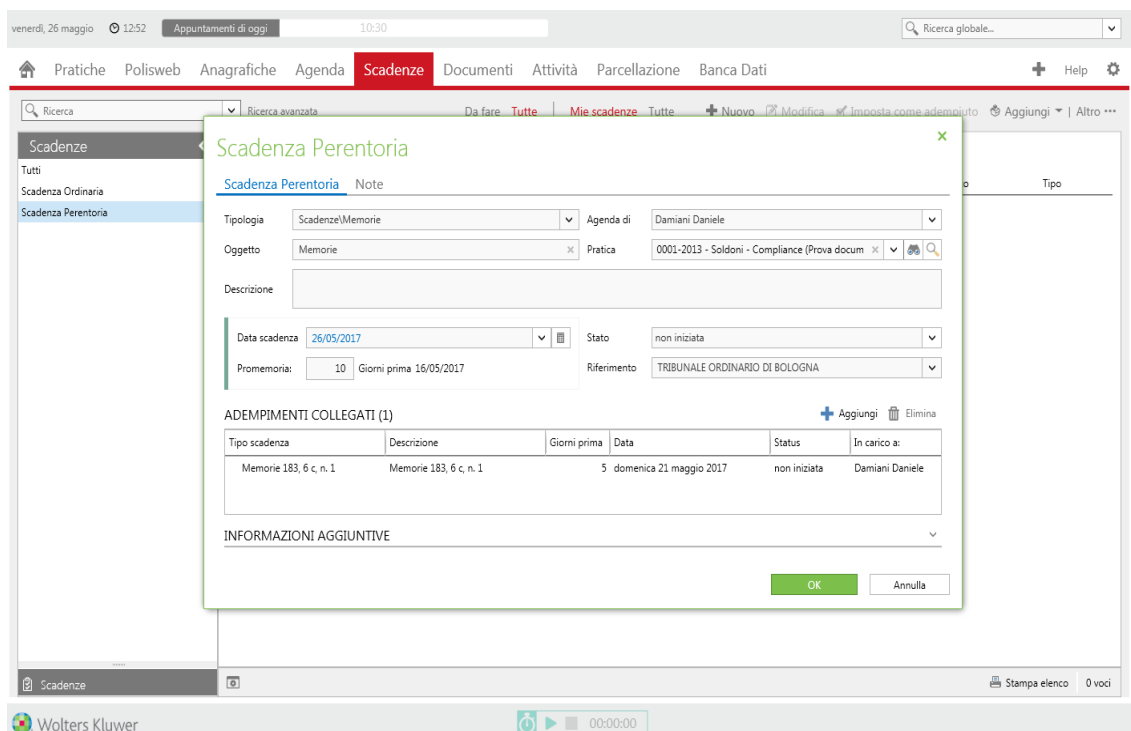 venerdì, 26 maggio 12:52 Appuntamenti di oggi 10:30 Ricerca globale...
Pratiche Polisweb Anagrafiche Agenda Scadenze Documenti Attività Parcellazione Banca Dati Help
Ricerca Ricerca avanzata Da fare Tutte Mie scadenze Tutte Nuovo Modifica Imposta come adempiuto Aggiungi Altro
Scadenze
Tutti
Scadenza Ordinaria
Scadenza Perentoria
o Tipo
Scadenza Perentoria
Scadenza Perentoria Note
Tipologia Scadenze\Memorie Agenda di Damiani Daniele
Oggetto Memorie Pratica 0001-2013 - Soldoni - Compliance (Prova docum
Descrizione
Data scadenza 26/05/2017 Stato non iniziata
Promemoria: 10 Giorni prima 16/05/2017 Riferimento TRIBUNALE ORDINARIO DI BOLOGNA
ADEMPIMENTI COLLEGATI (1) Aggiungi Elimina
Tipo scadenza Descrizione Giorni prima Data Status In carico a:
Memorie 183, 6 c, n. 1 Memorie 183, 6 c, n. 1 5 domenica 21 maggio 2017 non iniziata Damiani Daniele
INFORMAZIONI AGGIUNTIVE
OK Annulla
Scadenze Stampa elenco 0 voci
Wolters Kluwer 00:00:00